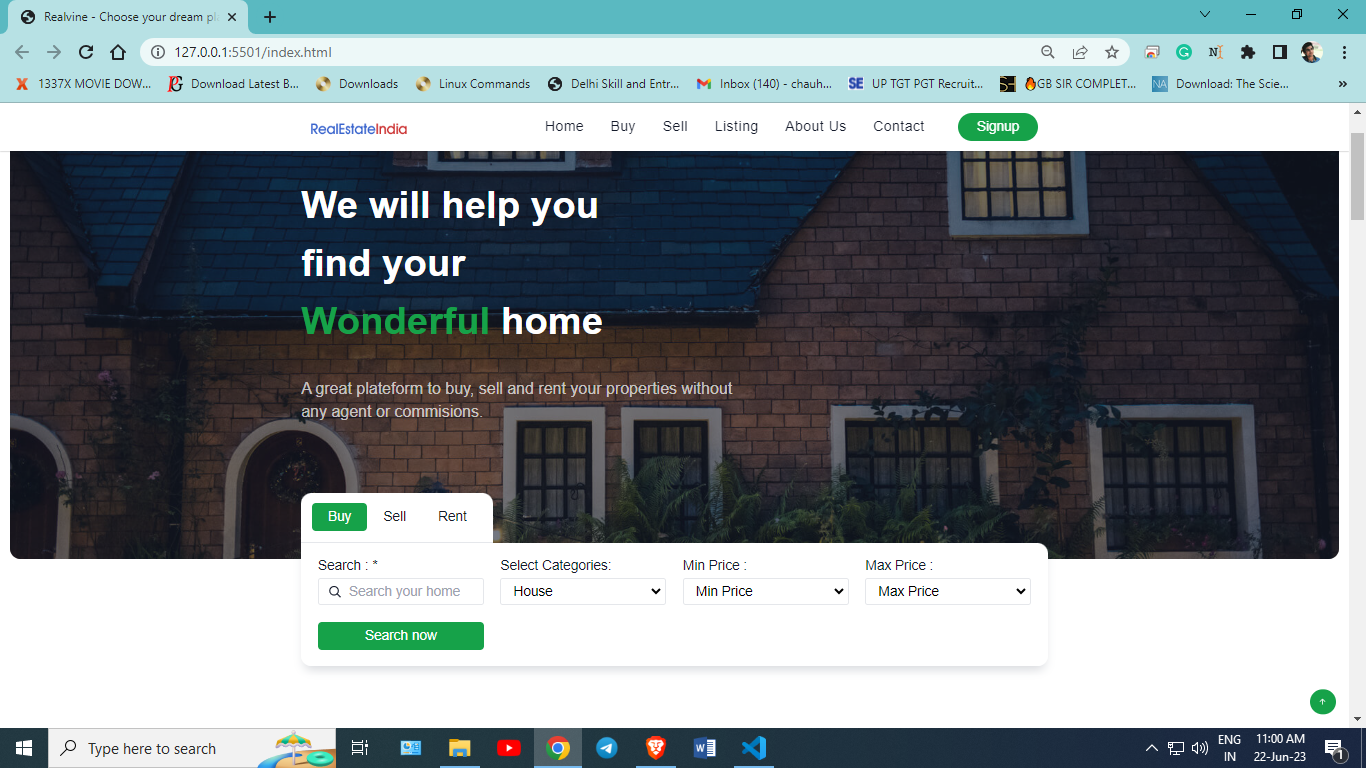 Realvine - Choose your dream pl
127.0.0.1:5501/index.html
1337X MOVIE DOW... Download Latest B... Downloads Linux Commands Delhi Skill and Entr... Inbox (140) - chauh... SE UP TGT PGT Recruit... GB SIR COMPLET... NA Download: The Scie... »
RealEstateIndia Home Buy Sell Listing About Us Contact Signup
We will help you
find your
Wonderful home
A great plateform to buy, sell and rent your properties without
any agent or commisions.
Buy Sell Rent
Search : * Select Categories: Min Price : Max Price :
Search your home House Min Price Max Price
Search now
Type here to search
ENG 11:00 AM
IN 22-Jun-23 1